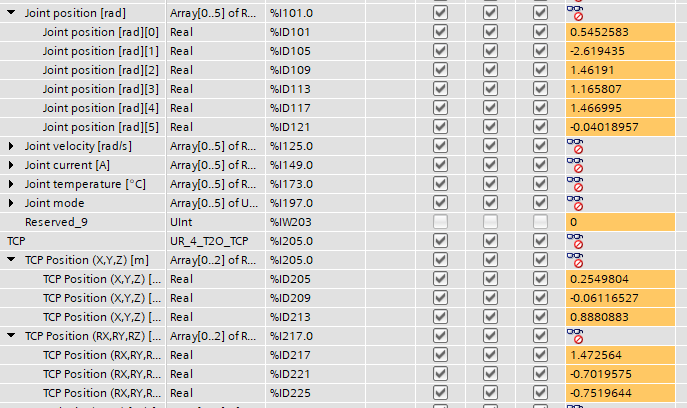 Joint position [rad] Array[0..5] of R... %I101.0
Joint position [rad][0] Real %ID101 0.5452583
Joint position [rad][1] Real %ID105 -2.619435
Joint position [rad][2] Real %ID109 1.46191
Joint position [rad][3] Real %ID113 1.165807
Joint position [rad][4] Real %ID117 1.466995
Joint position [rad][5] Real %ID121 -0.04018957
Joint velocity [rad/s] Array[0..5] of R... %I125.0
Joint current [A] Array[0..5] of R... %I149.0
Joint temperature [°C] Array[0..5] of R... %I173.0
Joint mode Array[0..5] of U... %I197.0
Reserved_9 UInt %IW203 0
TCP UR_4_T2O_TCP %I205.0
TCP Position (X,Y,Z) [m] Array[0..2] of R... %I205.0
TCP Position (X,Y,Z) [... Real %ID205 0.2549804
TCP Position (X,Y,Z) [... Real %ID209 -0.06116527
TCP Position (X,Y,Z) [... Real %ID213 0.8880883
TCP Position (RX,RY,RZ) [... Array[0..2] of R... %I217.0
TCP Position (RX,RY,R... Real %ID217 1.472564
TCP Position (RX,RY,R... Real %ID221 -0.7019575
TCP Position (RX,RY,R... Real %ID225 -0.7519644